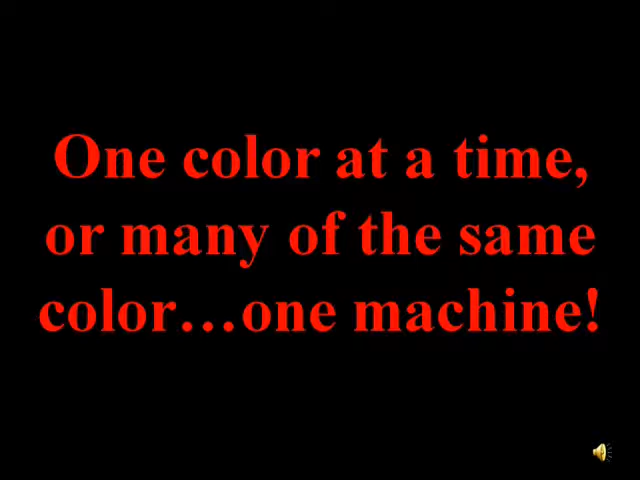 One color at a time,
or many of the same
color…one machine!